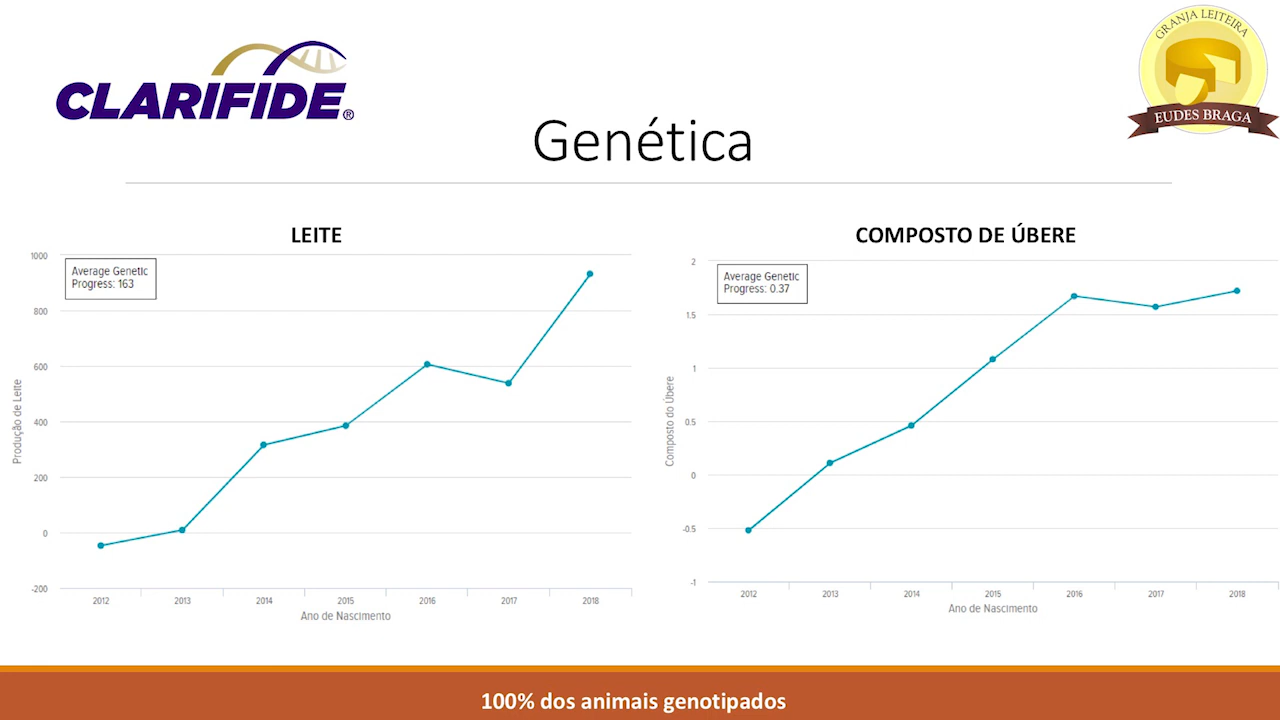 CLARIFIDE®
GRANJA LEITEIRA
EUDES BRAGA
Genética
LEITE
Average Genetic
Progress: 163
1000
800
600
400
200
0
-200
Produção de Leite
2012 2013 2014 2015 2016 2017 2018
Ano de Nascimento
COMPOSTO DE ÚBERE
Average Genetic
Progress: 0.37
2
1.5
1
0.5
0
-0.5
-1
Composto do Úbere
2012 2013 2014 2015 2016 2017 2018
Ano de Nascimento
100% dos animais genotipados